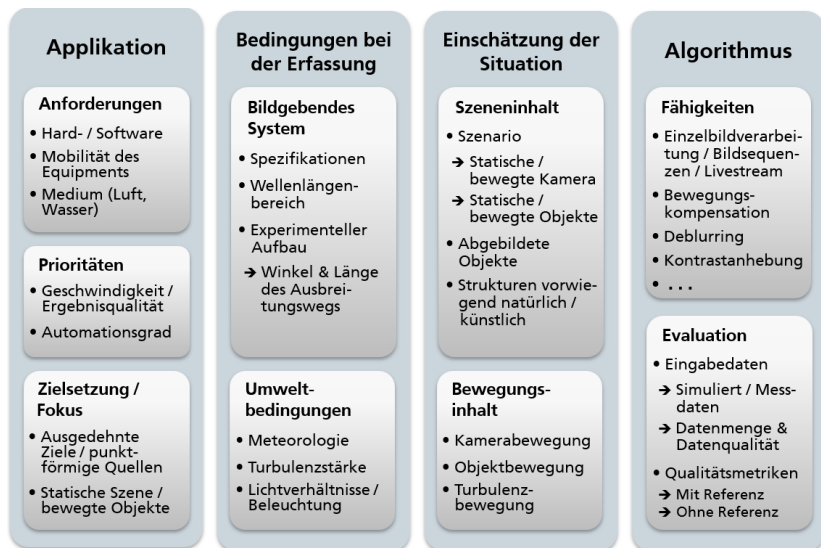 Applikation
Anforderungen
• Hard- / Software
• Mobilität des
Equipments
• Medium (Luft,
Wasser)
Prioritäten
• Geschwindigkeit /
Ergebnisqualität
• Automationsgrad
Zielsetzung /
Fokus
• Ausgedehnte
Ziele / punkt-
förmige Quellen
• Statische Szene /
bewegte Objekte
Bedingungen bei
der Erfassung
Bildgebendes
System
• Spezifikationen
• Wellenlängen-
bereich
• Experimenteller
Aufbau
➔ Winkel & Länge
des Ausbrei-
tungswegs
Umwelt-
bedingungen
• Meteorologie
• Turbulenzstärke
• Lichtverhältnisse /
Beleuchtung
Einschätzung der
Situation
Szeneninhalt
• Szenario
➔ Statische /
bewegte Kamera
➔ Statische /
bewegte Objekte
• Abgebildete
Objekte
• Strukturen vorwie-
gend natürlich /
künstlich
Bewegungs-
inhalt
• Kamerabewegung
• Objektbewegung
• Turbulenz-
bewegung
Algorithmus
Fähigkeiten
• Einzelbildverarbei-
tung / Bildsequen-
zen / Livestream
• Bewegungs-
kompensation
• Deblurring
• Kontrastanhebung
• . . .
Evaluation
• Eingabedaten
➔ Simuliert / Mess-
daten
➔ Datenmenge &
Datenqualität
• Qualitätsmetriken
➔ Mit Referenz
➔ Ohne Referenz